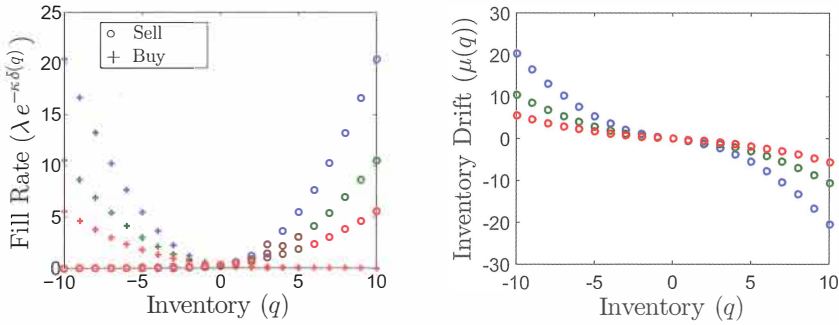 Fill Rate (λe^{-κδ(q)})
25
20
15
10
5
0
-10 -5 0 5 10
Inventory (q)
Sell
Buy
Inventory Drift (μ(q))
30
20
10
0
-10
-20
-30
-10 -5 0 5 10
Inventory (q)